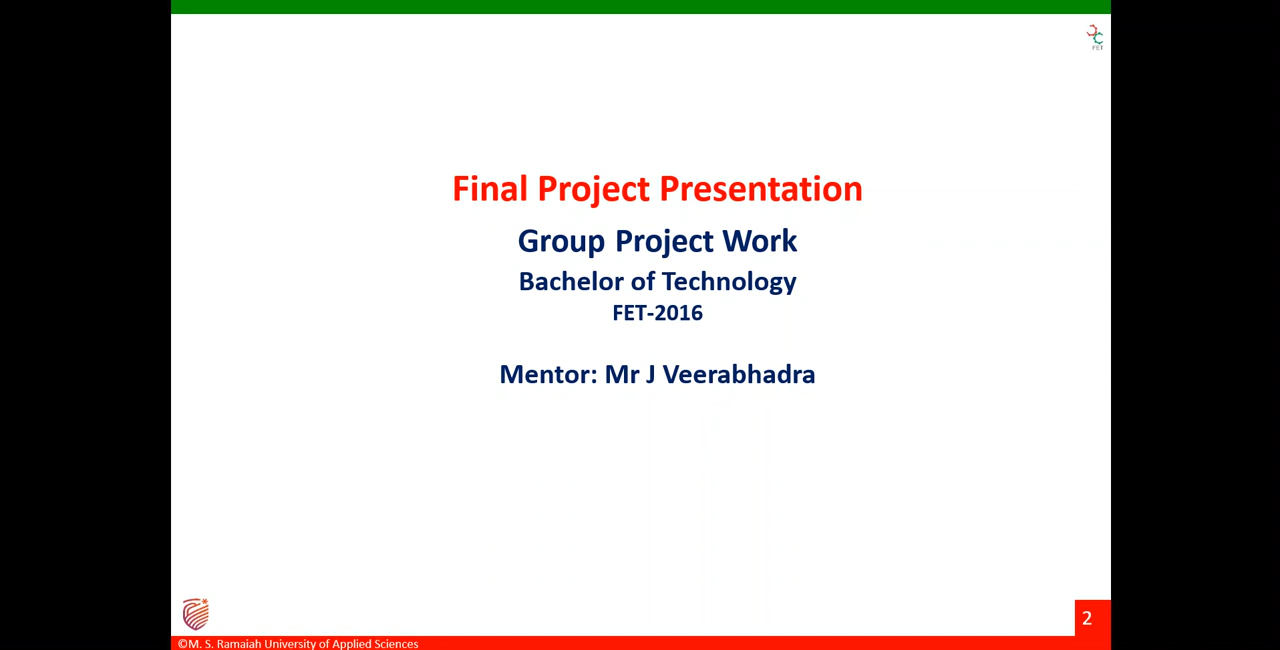 FET
Final Project Presentation
Group Project Work
Bachelor of Technology
FET-2016
Mentor: Mr J Veerabhadra
2
©M. S. Ramaiah University of Applied Sciences